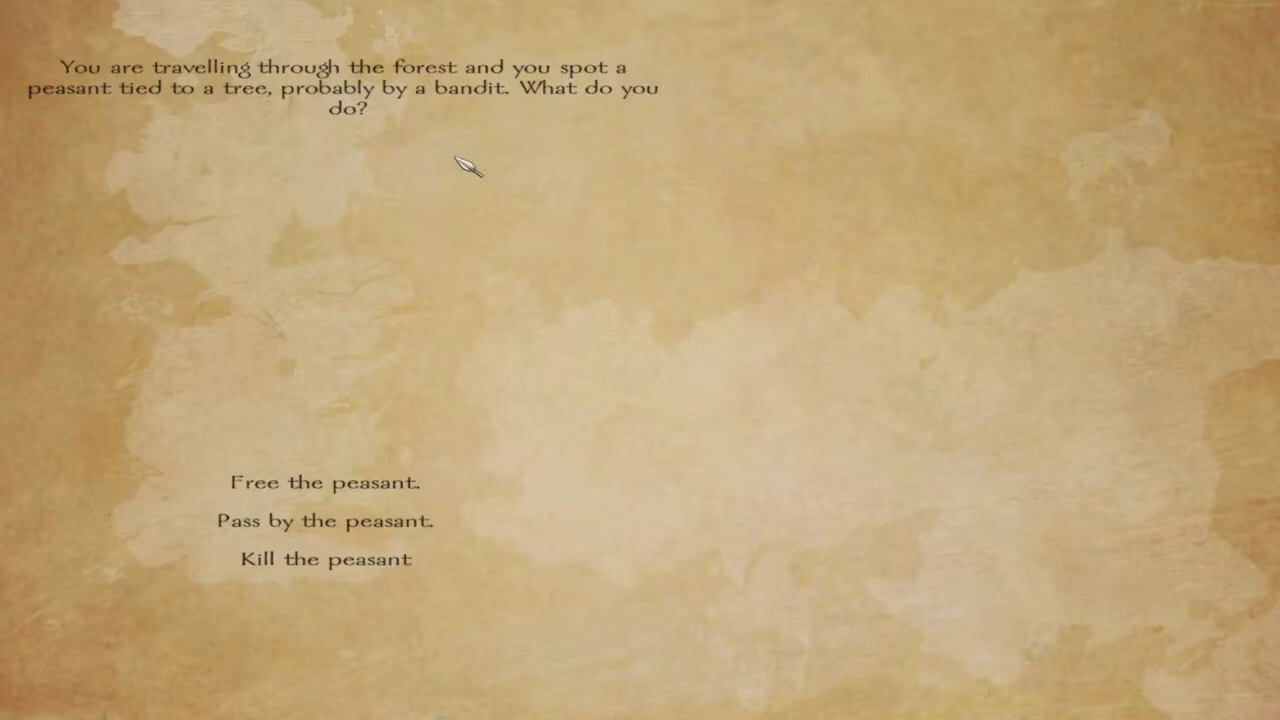 You are travelling through the forest and you spot a
peasant tied to a tree, probably by a bandit. What do you
do?
Free the peasant.
Pass by the peasant.
Kill the peasant